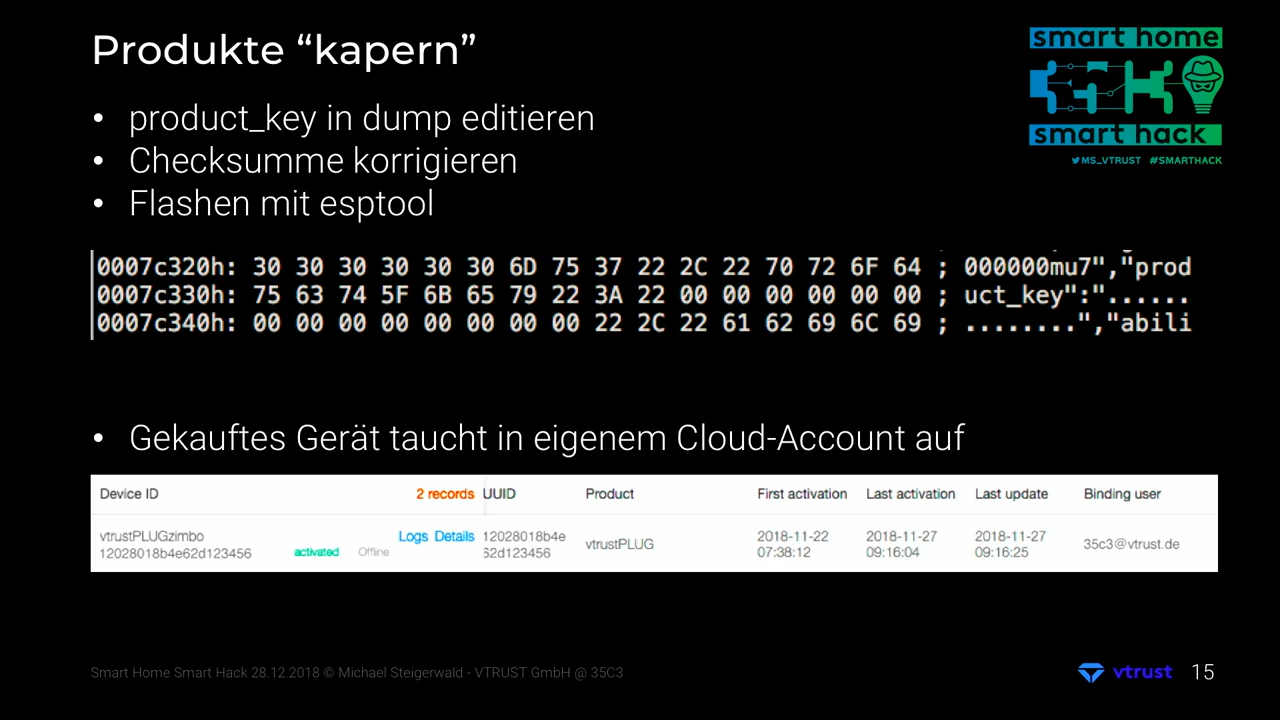 Produkte “kapern”
smart home
smart hack
MS_VTRUST #SMARTHACK
• product_key in dump editieren
• Checksumme korrigieren
• Flashen mit esptool
0007c320h: 30 30 30 30 30 30 6D 75 37 22 2C 22 70 72 6F 64 ; 000000mu7","prod
0007c330h: 75 63 74 5F 6B 65 79 22 3A 22 00 00 00 00 00 00 ; uct_key":"......
0007c340h: 00 00 00 00 00 00 00 00 22 2C 22 61 62 69 6C 69 ; ........","abili
• Gekauftes Gerät taucht in eigenem Cloud-Account auf
Device ID 2 records UUID Product First activation Last activation Last update Binding user
vtrustPLUGzimbo Logs Details 12028018b4e 2018-11-22 2018-11-27 2018-11-27
12028018b4e62d123456 activated Offline 62d123456 vtrustPLUG 07:38:12 09:16:04 09:16:25 35c3@vtrust.de
Smart Home Smart Hack 28.12.2018 © Michael Steigerwald - VTRUST GmbH @ 35C3
vtrust 15